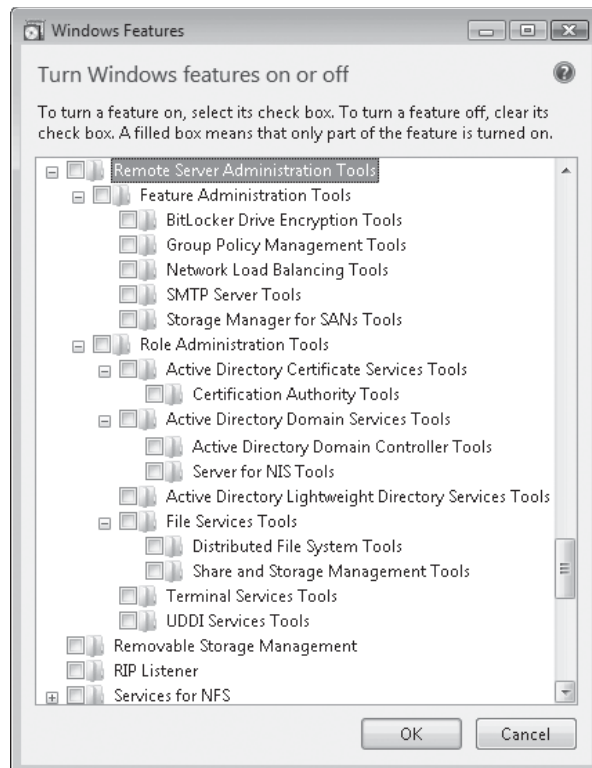 Windows Features
Turn Windows features on or off
To turn a feature on, select its check box. To turn a feature off, clear its
check box. A filled box means that only part of the feature is turned on.
Remote Server Administration Tools
Feature Administration Tools
BitLocker Drive Encryption Tools
Group Policy Management Tools
Network Load Balancing Tools
SMTP Server Tools
Storage Manager for SANs Tools
Role Administration Tools
Active Directory Certificate Services Tools
Certification Authority Tools
Active Directory Domain Services Tools
Active Directory Domain Controller Tools
Server for NIS Tools
Active Directory Lightweight Directory Services Tools
File Services Tools
Distributed File System Tools
Share and Storage Management Tools
Terminal Services Tools
UDDI Services Tools
Removable Storage Management
RIP Listener
Services for NFS
OK
Cancel